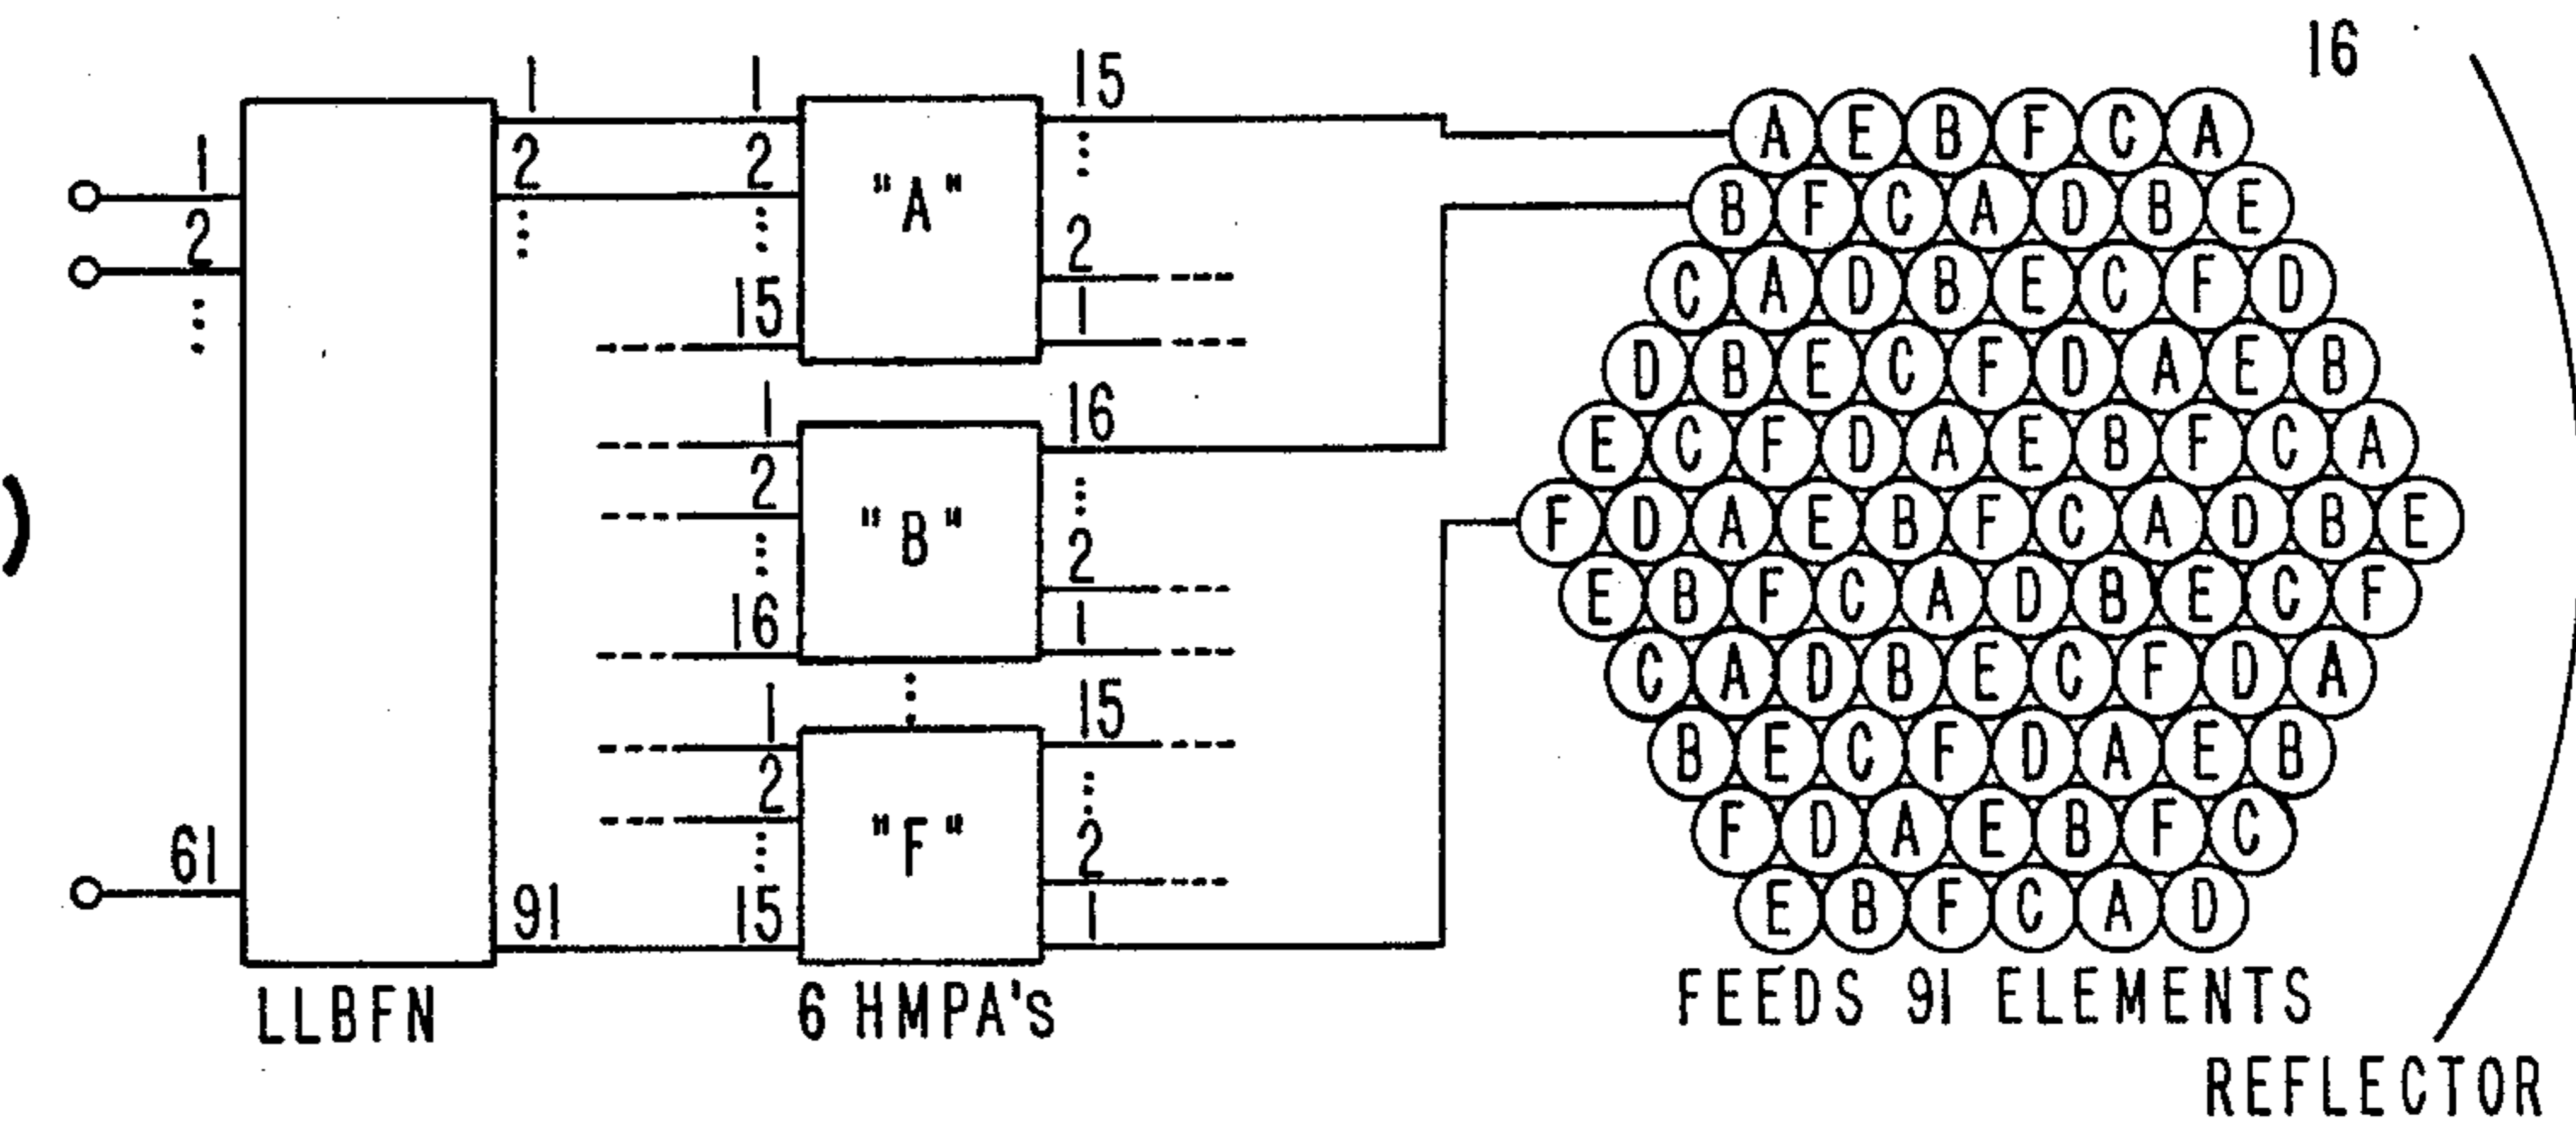 16
1
2
61
LLBFN
1
2
91
1
2
15
"A"
15
2
1
1
2
16
"B"
16
2
1
1
2
15
"F"
15
2
1
6 HMPA's
A E B F C A
B F C A D B E
C A D B E C F D
D B E C F D A E B
E C F D A E B F C A
F D A E B F C A D B E
E B F C A D B E C F
C A D B E C F D A
B E C F D A E B
F D A E B F C
E B F C A D
FEEDS 91 ELEMENTS
REFLECTOR